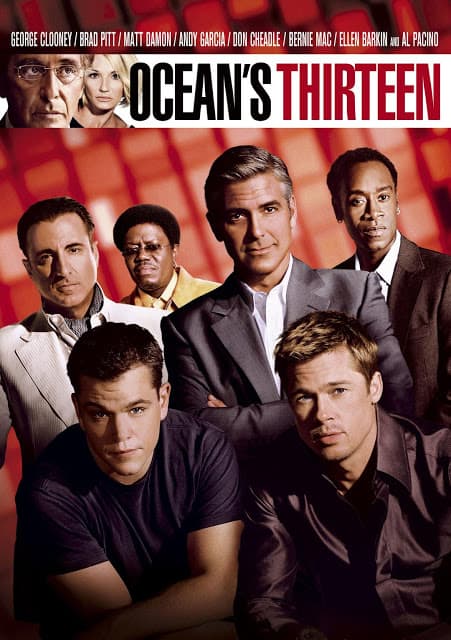 GEORGE CLOONEY / BRAD PITT / MATT DAMON / ANDY GARCIA / DON CHEADLE / BERNIE MAC / ELLEN BARKIN AND AL PACINO
OCEAN'S THIRTEEN